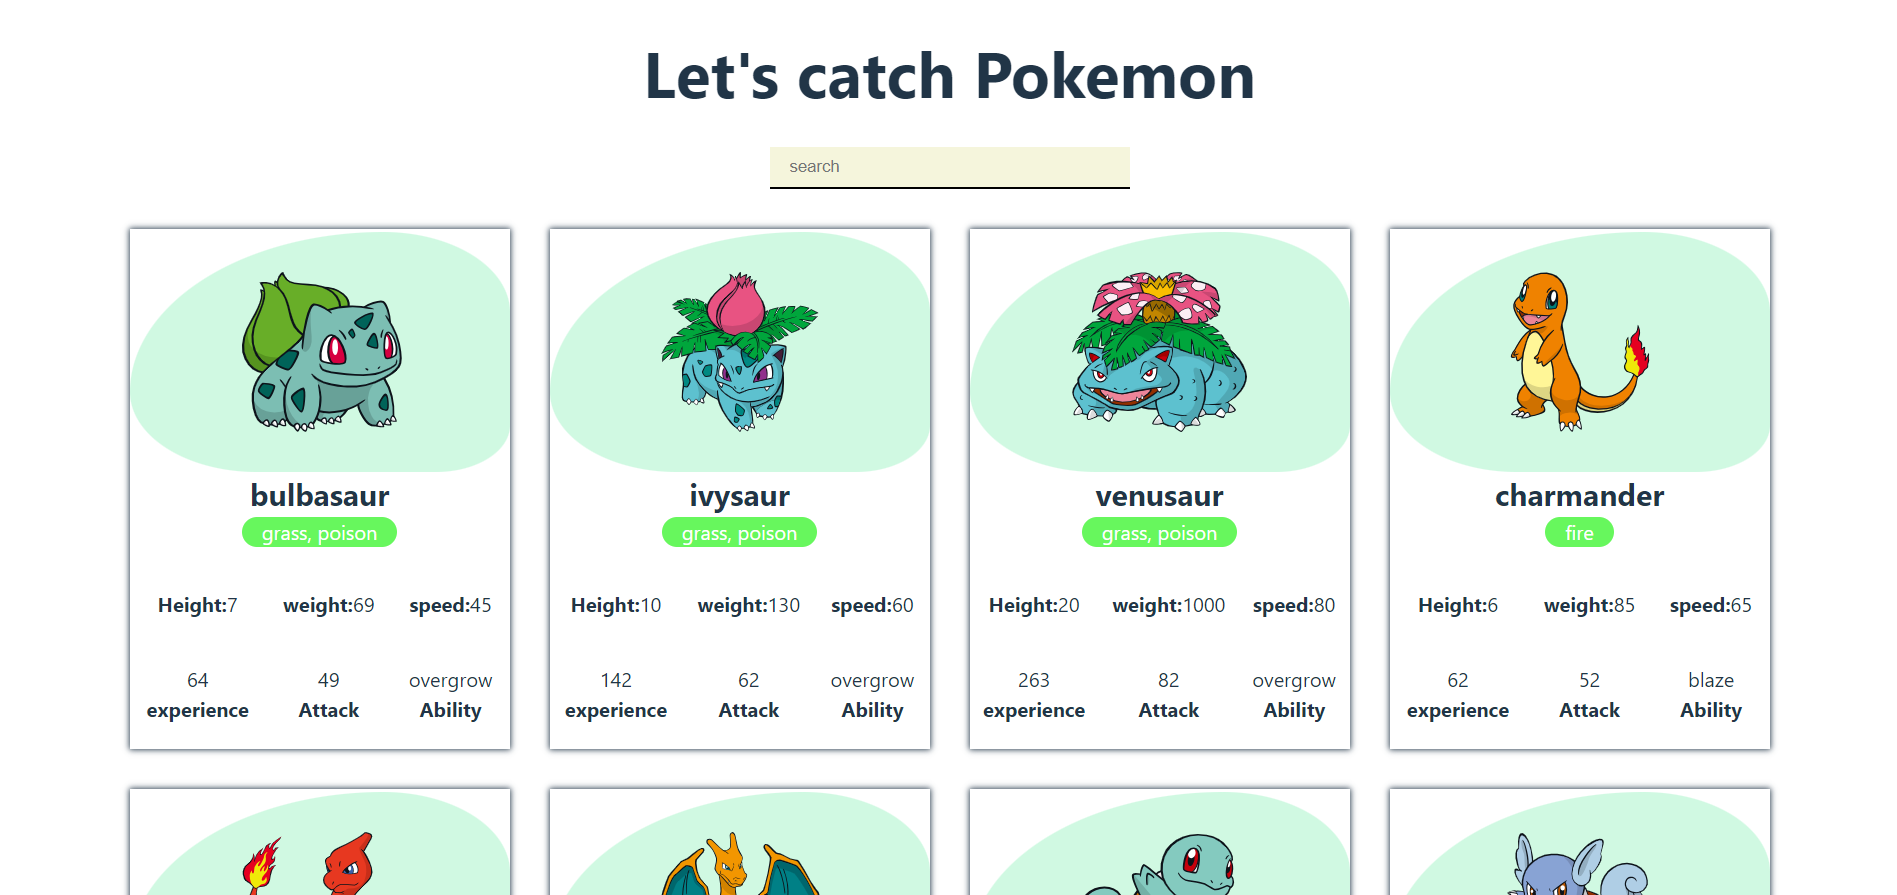 Let's catch Pokemon
search
bulbasaur
grass, poison
Height:7 weight:69 speed:45
64 49 overgrow
experience Attack Ability
ivysaur
grass, poison
Height:10 weight:130 speed:60
142 62 overgrow
experience Attack Ability
venusaur
grass, poison
Height:20 weight:1000 speed:80
263 82 overgrow
experience Attack Ability
charmander
fire
Height:6 weight:85 speed:65
62 52 blaze
experience Attack Ability